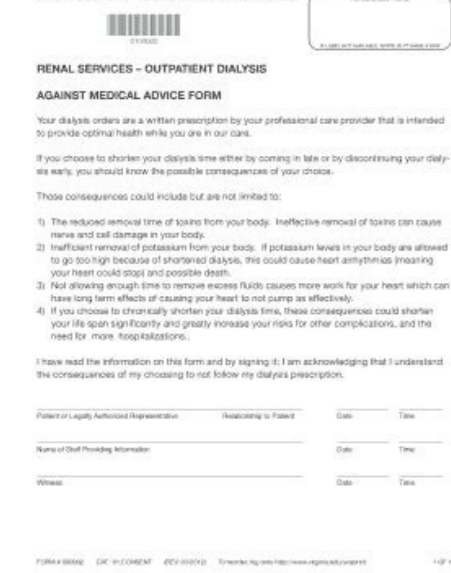 RENAL SERVICES – OUTPATIENT DIALYSIS
AGAINST MEDICAL ADVICE FORM
Your dialysis orders are a written prescription by your professional care provider that is intended
to provide optimal health while you are in our care.
If you choose to shorten your dialysis time either by coming in late or by discontinuing your dialy-
sis early, you should know the possible consequences of your choice.
Those consequences could include but are not limited to:
1) The reduced removal time of toxins from your body. Ineffective removal of toxins can cause
nerve and cell damage in your body.
2) Inefficient removal of potassium from your body. If potassium levels in your body are allowed
to go too high because of shortened dialysis, this could cause heart arrhythmias (meaning
your heart could stop) and possible death.
3) Not allowing enough time to remove excess fluids causes more work for your heart which can
have long term effects of causing your heart to not pump as effectively.
4) If you choose to chronically shorten your dialysis time, these consequences could shorten
your life span significantly and greatly increase your risks for other complications, and the
need for more hospitalizations..
I have read the information on this form and by signing it; I am acknowledging that I understand
the consequences of my choosing to not follow my dialysis prescription.
Patient or Legally Authorized Representative Relationship to Patient Date Time
Name of Staff Providing Information Date Time
Witness Date Time
FORM # CAT. To reorder, log onto